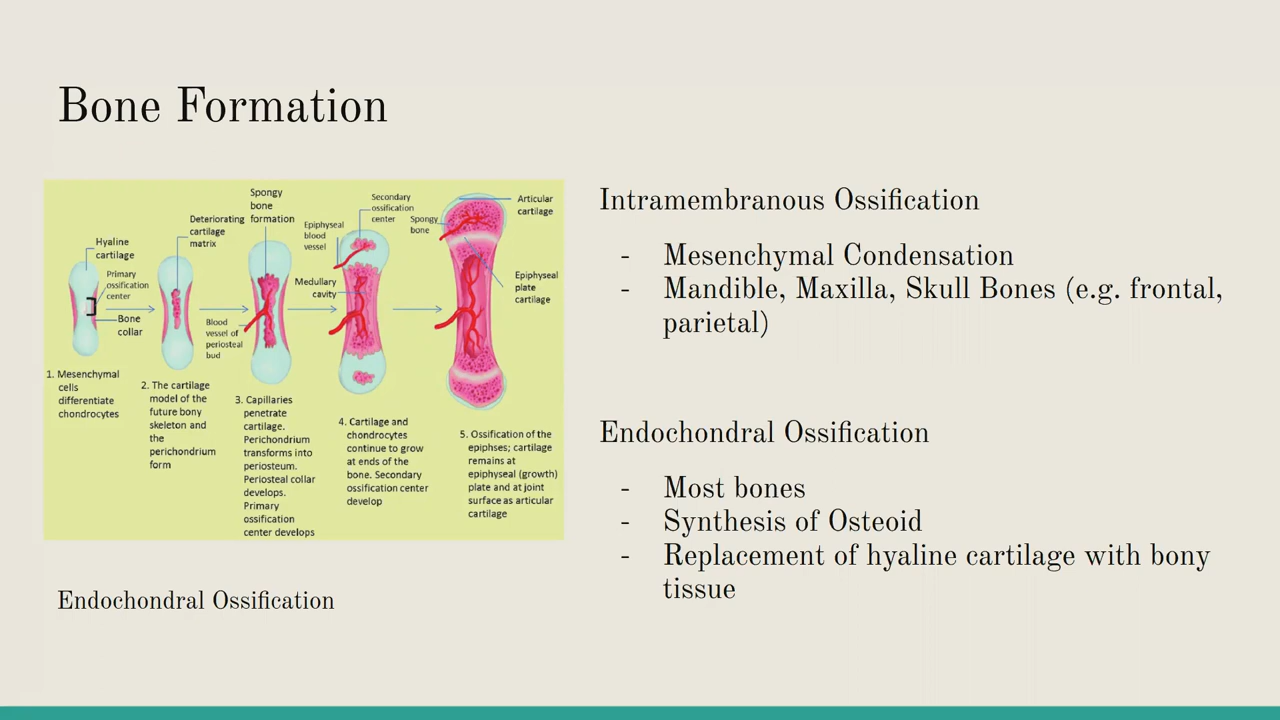 Bone Formation
Hyaline
cartilage
Primary
ossification
center
Bone
collar
Deteriorating
cartilage
matrix
Spongy
bone
formation
Blood
vessel of
periosteal
bud
Epiphyseal
blood
vessel
Medullary
cavity
Secondary
ossification
center
Spongy
bone
Articular
cartilage
Epiphyseal
plate
cartilage
1. Mesenchymal
cells
differentiate
chondrocytes
2. The cartilage
model of the
future bony
skeleton and
the
perichondrium
form
3. Capillaries
penetrate
cartilage.
Perichondrium
transforms into
periosteum.
Periosteal collar
develops.
Primary
ossification
center develops
4. Cartilage and
chondrocytes
continue to grow
at ends of the
bone. Secondary
ossification center
develop
5. Ossification of the
epiphses; cartilage
remains at
epiphyseal (growth)
plate and at joint
surface as articular
cartilage
Endochondral Ossification
Intramembranous Ossification
- Mesenchymal Condensation
- Mandible, Maxilla, Skull Bones (e.g. frontal,
parietal)
Endochondral Ossification
- Most bones
- Synthesis of Osteoid
- Replacement of hyaline cartilage with bony
tissue